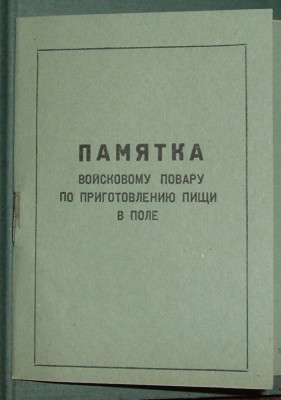 ПАМЯТКА
ВОЙСКОВОМУ ПОВАРУ
ПО ПРИГОТОВЛЕНИЮ ПИЩИ
В ПОЛЕ